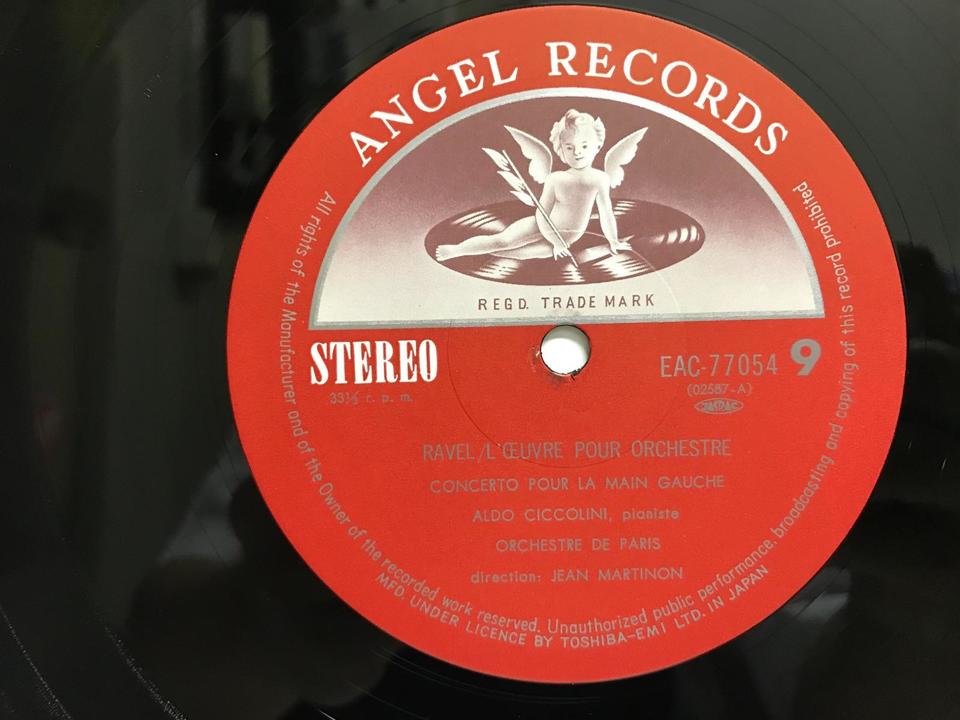 ANGEL RECORDS
REGD. TRADE MARK
STEREO
33⅓ r. p. m.
EAC-77054 9
(02587-A)
JASRAC
RAVEL/L'ŒUVRE POUR ORCHESTRE
CONCERTO POUR LA MAIN GAUCHE
ALDO CICCOLINI, pianiste
ORCHESTRE DE PARIS
direction: JEAN MARTINON
All rights of the Manufacturer and of the Owner of the recorded work reserved. Unauthorized public performance, broadcasting and copying of this record prohibited
MFD. UNDER LICENCE BY TOSHIBA-EMI LTD. IN JAPAN